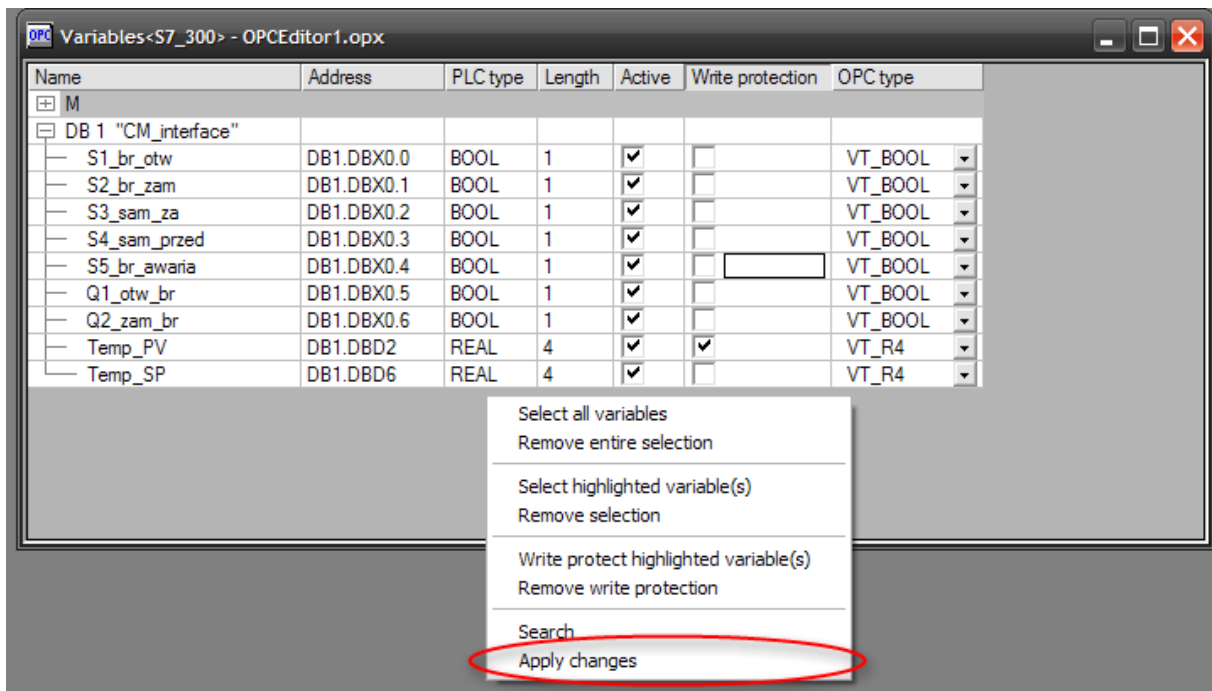 OPC Variables<S7_300> - OPCEditor1.opx
Name Address PLC type Length Active Write protection OPC type
M
DB 1 "CM_interface"
S1_br_otw DB1.DBX0.0 BOOL 1 VT_BOOL
S2_br_zam DB1.DBX0.1 BOOL 1 VT_BOOL
S3_sam_za DB1.DBX0.2 BOOL 1 VT_BOOL
S4_sam_przed DB1.DBX0.3 BOOL 1 VT_BOOL
S5_br_awaria DB1.DBX0.4 BOOL 1 VT_BOOL
Q1_otw_br DB1.DBX0.5 BOOL 1 VT_BOOL
Q2_zam_br DB1.DBX0.6 BOOL 1 VT_BOOL
Temp_PV DB1.DBD2 REAL 4 VT_R4
Temp_SP DB1.DBD6 REAL 4 VT_R4
Select all variables
Remove entire selection
Select highlighted variable(s)
Remove selection
Write protect highlighted variable(s)
Remove write protection
Search
Apply changes